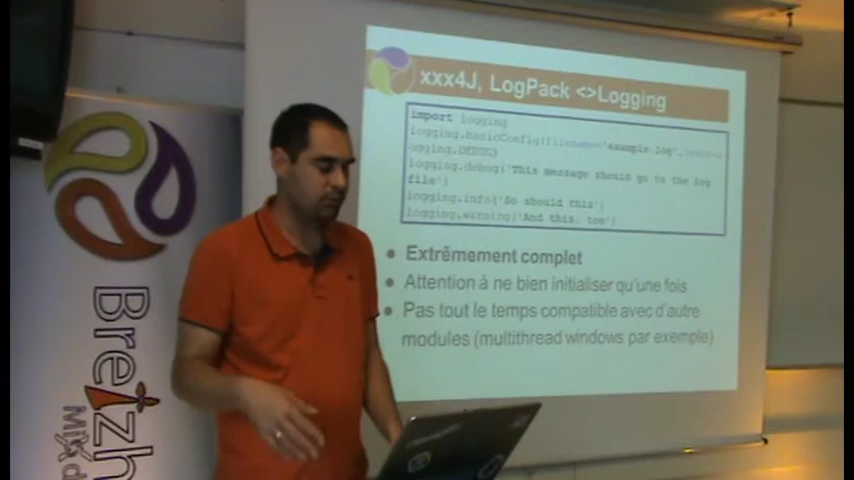 xxx4J, LogPack <>Logging
import logging
logging.basicConfig(filename='example.log',
ogging.DEBUG)
logging.debug('This message should go to the log
file')
logging.info('So should this')
logging.warning('And this, too')
Extrêmement complet
Attention à ne bien initialiser qu'une fois
Pas tout le temps compatible avec d'autre
modules (multithread windows par exemple)
Breizh
Mix d